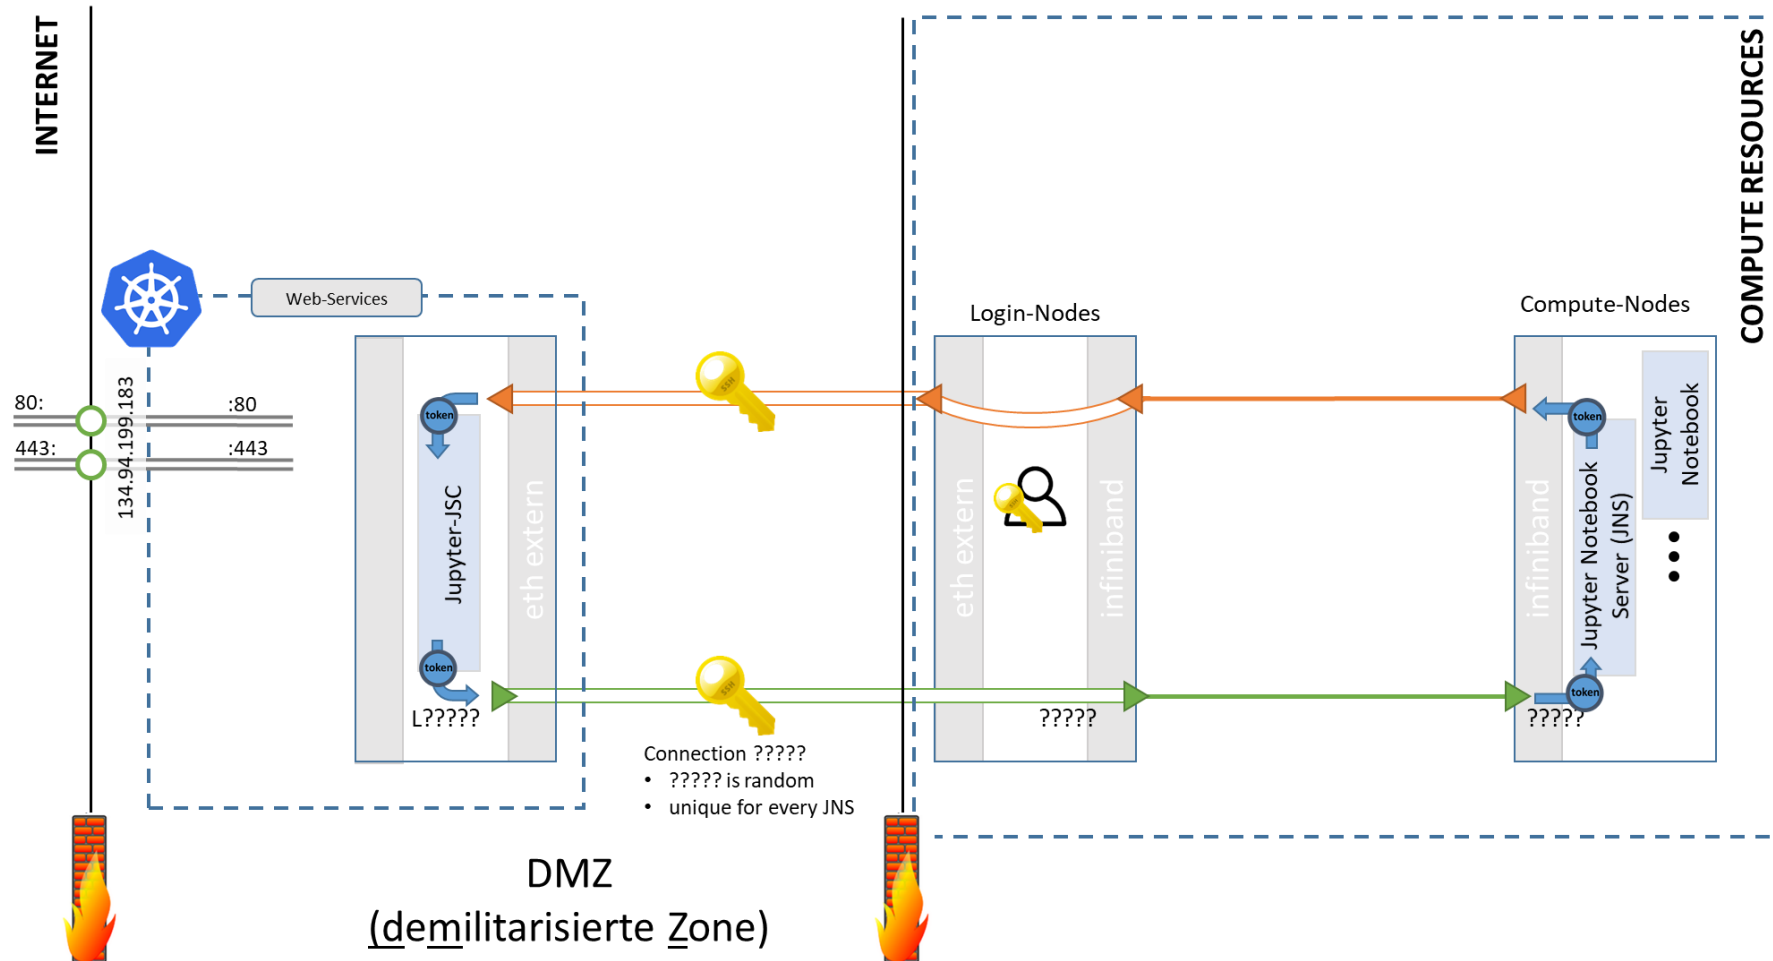 INTERNET
COMPUTE RESOURCES
Web-Services
Login-Nodes
Compute-Nodes
134.94.199.183
80:
:80
443:
:443
token
Jupyter-JSC
token
L?????
eth extern
SSH
SSH
Connection ?????
• ????? is random
• unique for every JNS
eth extern
infiniband
?????
infiniband
token
Jupyter Notebook
Server (JNS)
token
?????
Jupyter
Notebook
DMZ
(demilitarisierte Zone)